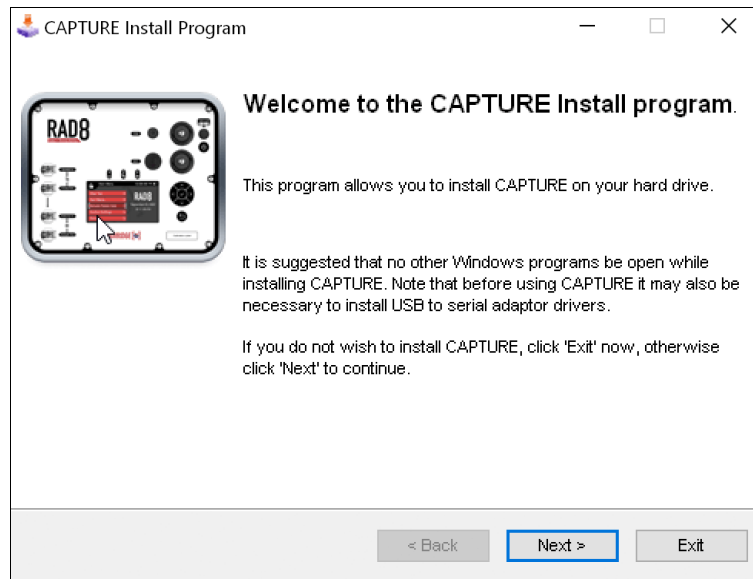 CAPTURE Install Program
Welcome to the CAPTURE Install program.
RAD8
RAD8
This program allows you to install CAPTURE on your hard drive.
It is suggested that no other Windows programs be open while
installing CAPTURE. Note that before using CAPTURE it may also be
necessary to install USB to serial adaptor drivers.
If you do not wish to install CAPTURE, click 'Exit' now, otherwise
click 'Next' to continue.
< Back
Next >
Exit